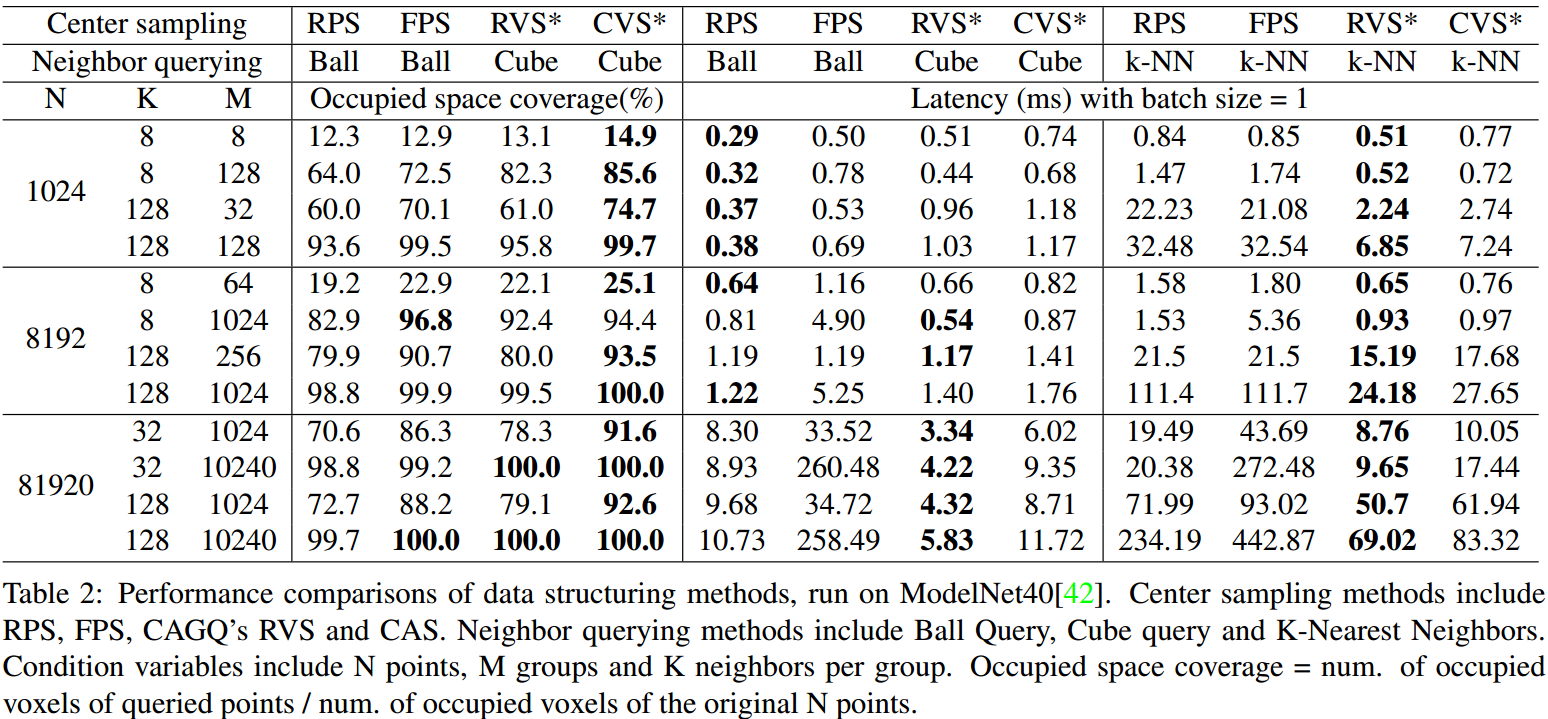 Center sampling RPS FPS RVS* CVS* RPS FPS RVS* CVS* RPS FPS RVS* CVS*
Neighbor querying Ball Ball Cube Cube Ball Ball Cube Cube k-NN k-NN k-NN k-NN
N K M Occupied space coverage(%) Latency (ms) with batch size = 1
8 8 12.3 12.9 13.1 14.9 0.29 0.50 0.51 0.74 0.84 0.85 0.51 0.77
8 128 64.0 72.5 82.3 85.6 0.32 0.78 0.44 0.68 1.47 1.74 0.52 0.72
1024
128 32 60.0 70.1 61.0 74.7 0.37 0.53 0.96 1.18 22.23 21.08 2.24 2.74
128 128 93.6 99.5 95.8 99.7 0.38 0.69 1.03 1.17 32.48 32.54 6.85 7.24
8 64 19.2 22.9 22.1 25.1 0.64 1.16 0.66 0.82 1.58 1.80 0.65 0.76
8 1024 82.9 96.8 92.4 94.4 0.81 4.90 0.54 0.87 1.53 5.36 0.93 0.97
8192
128 256 79.9 90.7 80.0 93.5 1.19 1.19 1.17 1.41 21.5 21.5 15.19 17.68
128 1024 98.8 99.9 99.5 100.0 1.22 5.25 1.40 1.76 111.4 111.7 24.18 27.65
32 1024 70.6 86.3 78.3 91.6 8.30 33.52 3.34 6.02 19.49 43.69 8.76 10.05
32 10240 98.8 99.2 100.0 100.0 8.93 260.48 4.22 9.35 20.38 272.48 9.65 17.44
81920
128 1024 72.7 88.2 79.1 92.6 9.68 34.72 4.32 8.71 71.99 93.02 50.7 61.94
128 10240 99.7 100.0 100.0 100.0 10.73 258.49 5.83 11.72 234.19 442.87 69.02 83.32
Table 2: Performance comparisons of data structuring methods, run on ModelNet40[42]. Center sampling methods include
RPS, FPS, CAGQ's RVS and CAS. Neighbor querying methods include Ball Query, Cube query and K-Nearest Neighbors.
Condition variables include N points, M groups and K neighbors per group. Occupied space coverage = num. of occupied
voxels of queried points / num. of occupied voxels of the original N points.